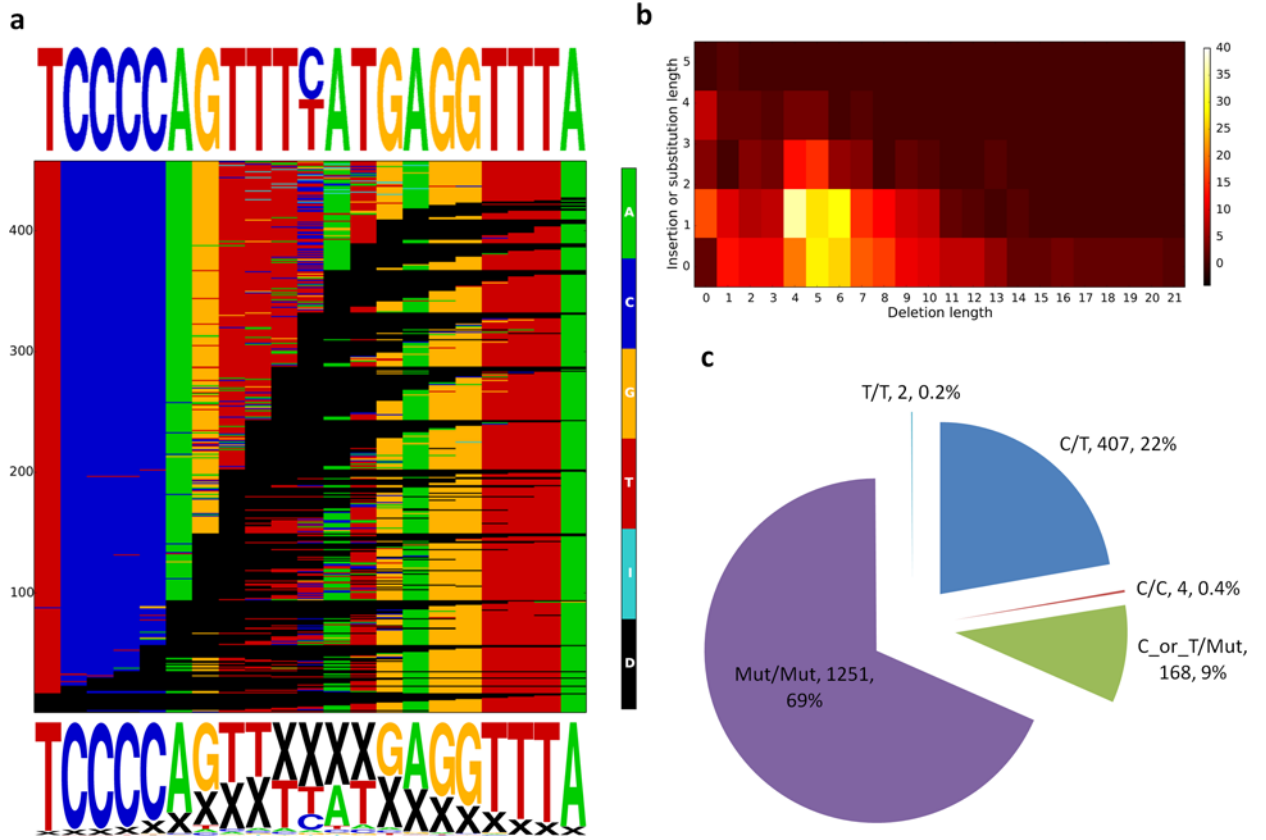 a
TCCCCAGTTTCATGAGGTTTA
T
400
300
200
100
A
C
G
T
I
D
TCCCCAGTTXXXXGAGGTTTA
XXXXXXXXTTATXXXXXXXX
C
b
Insertion or substitution length
5
4
3
2
1
0
0 1 2 3 4 5 6 7 8 9 10 11 12 13 14 15 16 17 18 19 20 21
Deletion length
40
35
30
25
20
15
10
5
0
c
T/T, 2, 0.2%
C/T, 407, 22%
C/C, 4, 0.4%
C_or_T/Mut,
168, 9%
Mut/Mut, 1251,
69%